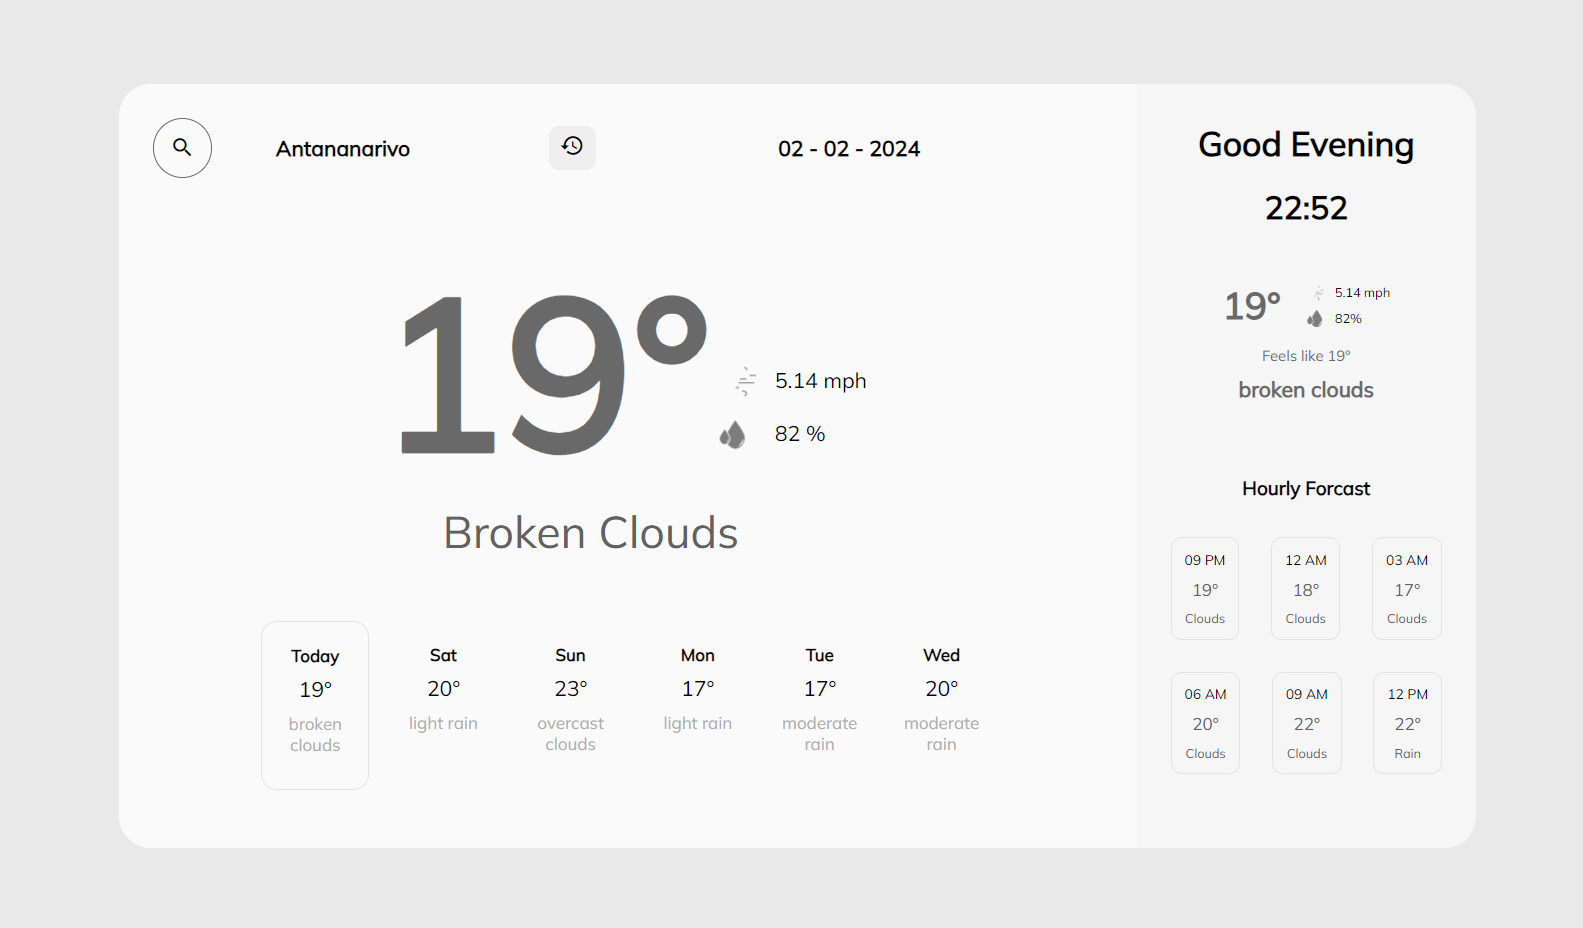 Antananarivo
02 - 02 - 2024
19°
5.14 mph
82 %
Broken Clouds
Today
19°
broken
clouds
Sat
20°
light rain
Sun
23°
overcast
clouds
Mon
17°
light rain
Tue
17°
moderate
rain
Wed
20°
moderate
rain
Good Evening
22:52
19°
5.14 mph
82%
Feels like 19°
broken clouds
Hourly Forcast
09 PM
19°
Clouds
12 AM
18°
Clouds
03 AM
17°
Clouds
06 AM
20°
Clouds
09 AM
22°
Clouds
12 PM
22°
Rain